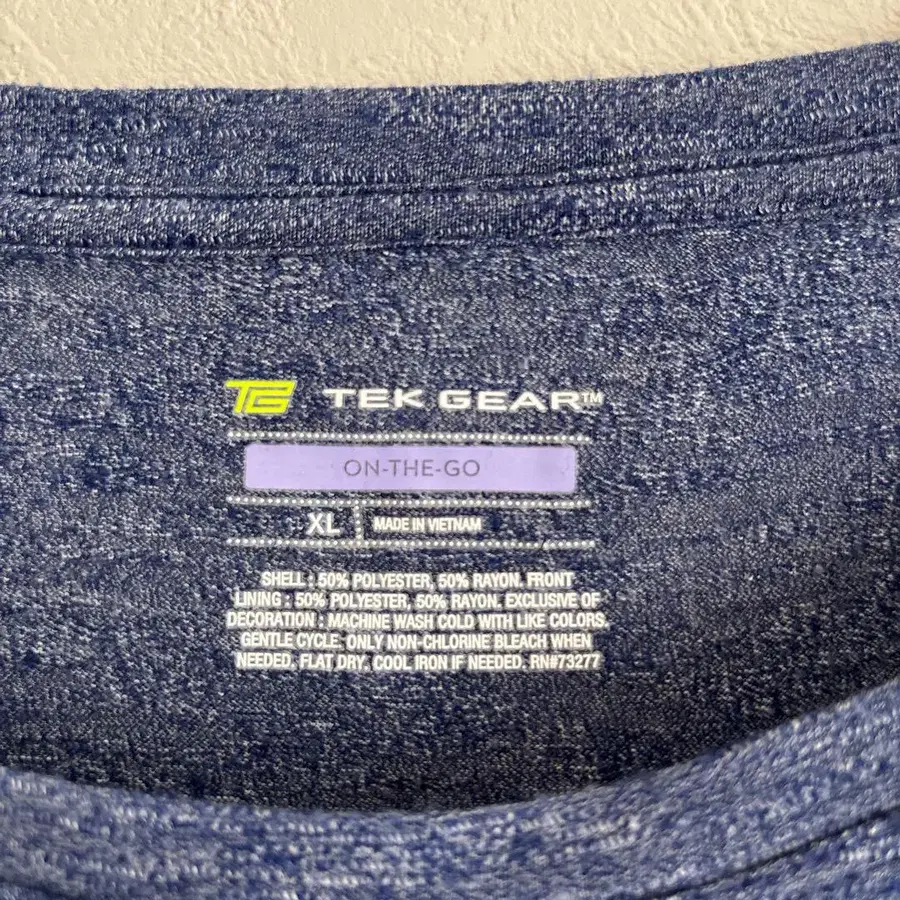 TG TEK GEAR™
ON-THE-GO
XL MADE IN VIETNAM
SHELL : 50% POLYESTER, 50% RAYON. FRONT
LINING : 50% POLYESTER, 50% RAYON. EXCLUSIVE OF
DECORATION : MACHINE WASH COLD WITH LIKE COLORS.
GENTLE CYCLE. ONLY NON-CHLORINE BLEACH WHEN
NEEDED. FLAT DRY. COOL IRON IF NEEDED. RN#73277